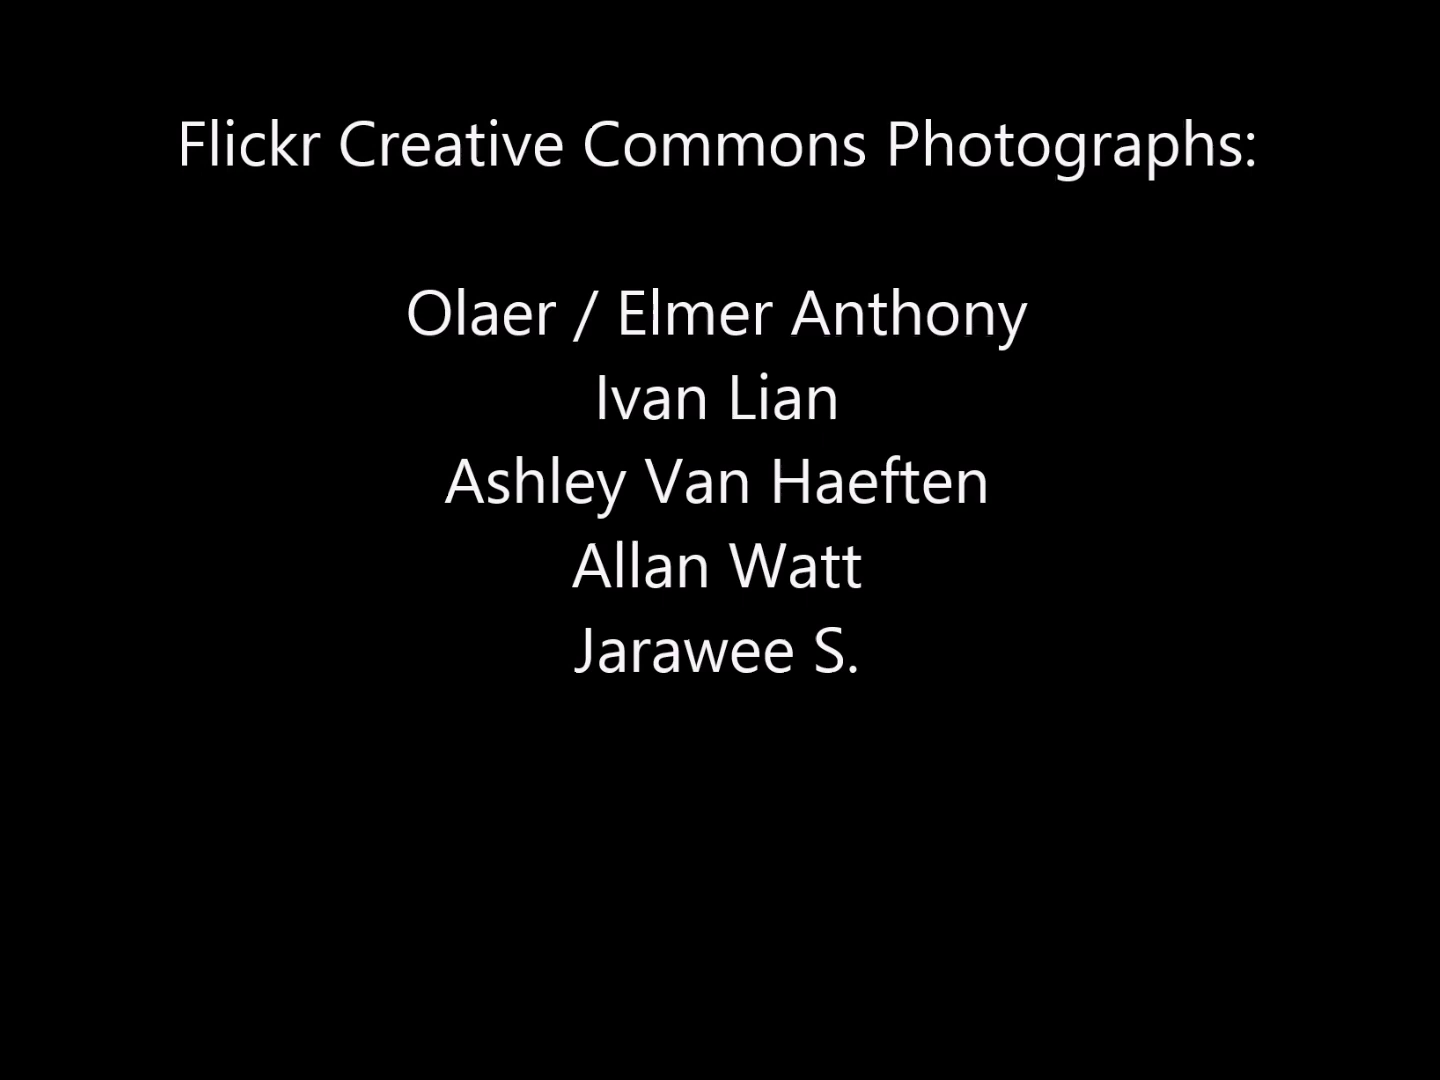 Flickr Creative Commons Photographs:
Olaer / Elmer Anthony
Ivan Lian
Ashley Van Haeften
Allan Watt
Jarawee S.